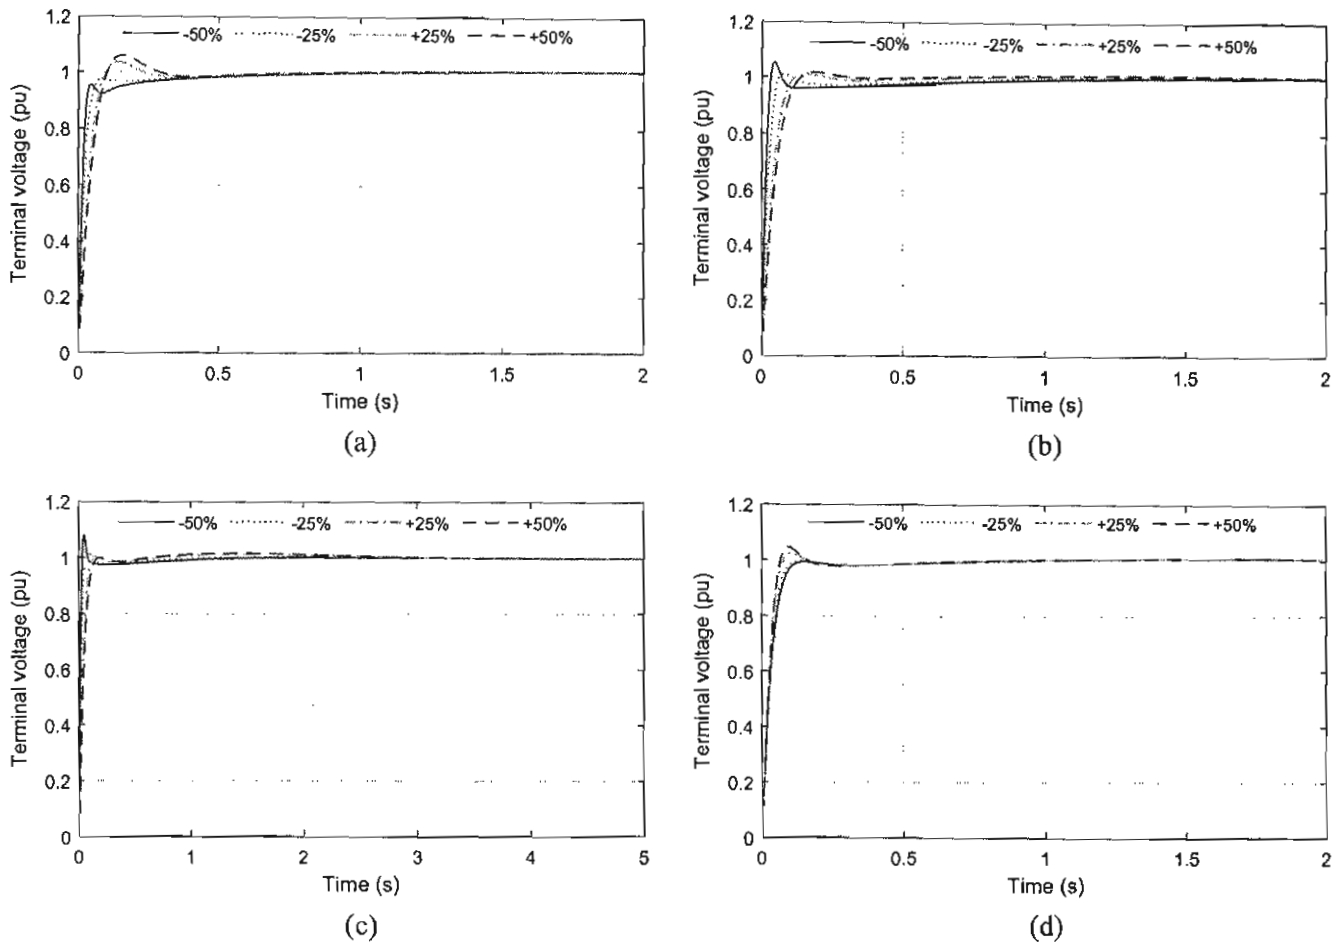 1.2
-50% -25% +25% +50%
1
0.8
0.6
0.4
0.2
0
Terminal voltage (pu)
0 0.5 1 1.5 2
Time (s)
(a)
1.2
-50% -25% +25% +50%
1
0.8
0.6
0.4
0.2
0
Terminal voltage (pu)
0 0.5 1 1.5 2
Time (s)
(b)
1.2
-50% -25% +25% +50%
1
0.8
0.6
0.4
0.2
0
Terminal voltage (pu)
0 1 2 3 4 5
Time (s)
(c)
1.2
-50% -25% +25% +50%
1
0.8
0.6
0.4
0.2
0
Terminal voltage (pu)
0 0.5 1 1.5 2
Time (s)
(d)